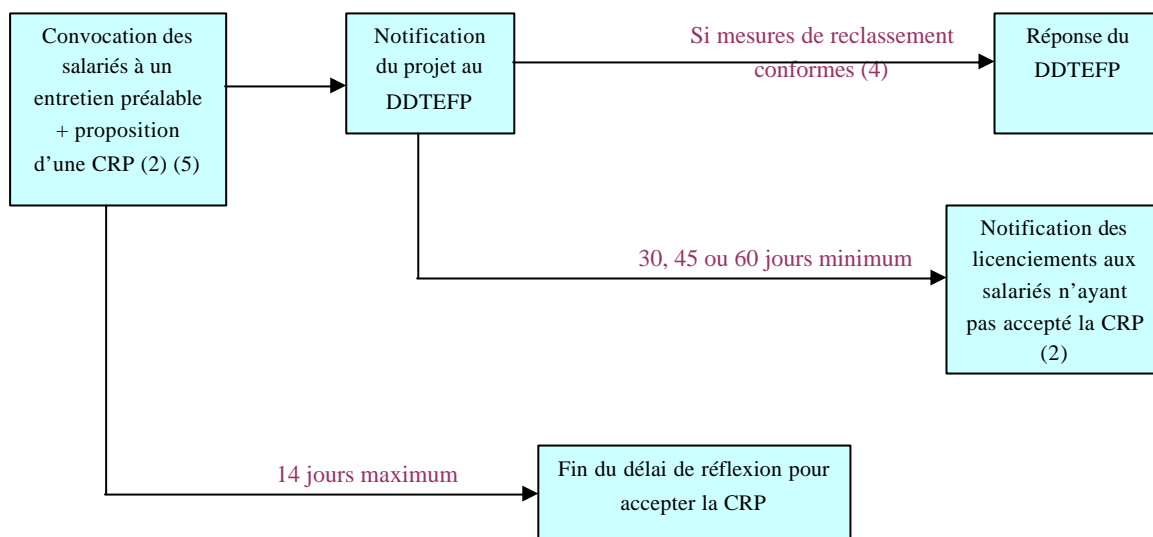 Convocation des
salariés à un
entretien préalable
+ proposition
d'une CRP (2) (5)
Notification
du projet au
DDTEFP
Si mesures de reclassement
conformes (4)
Réponse du
DDTEFP
30, 45 ou 60 jours minimum
Notification des
licenciements aux
salariés n'ayant
pas accepté la CRP
(2)
14 jours maximum
Fin du délai de réflexion pour
accepter la CRP